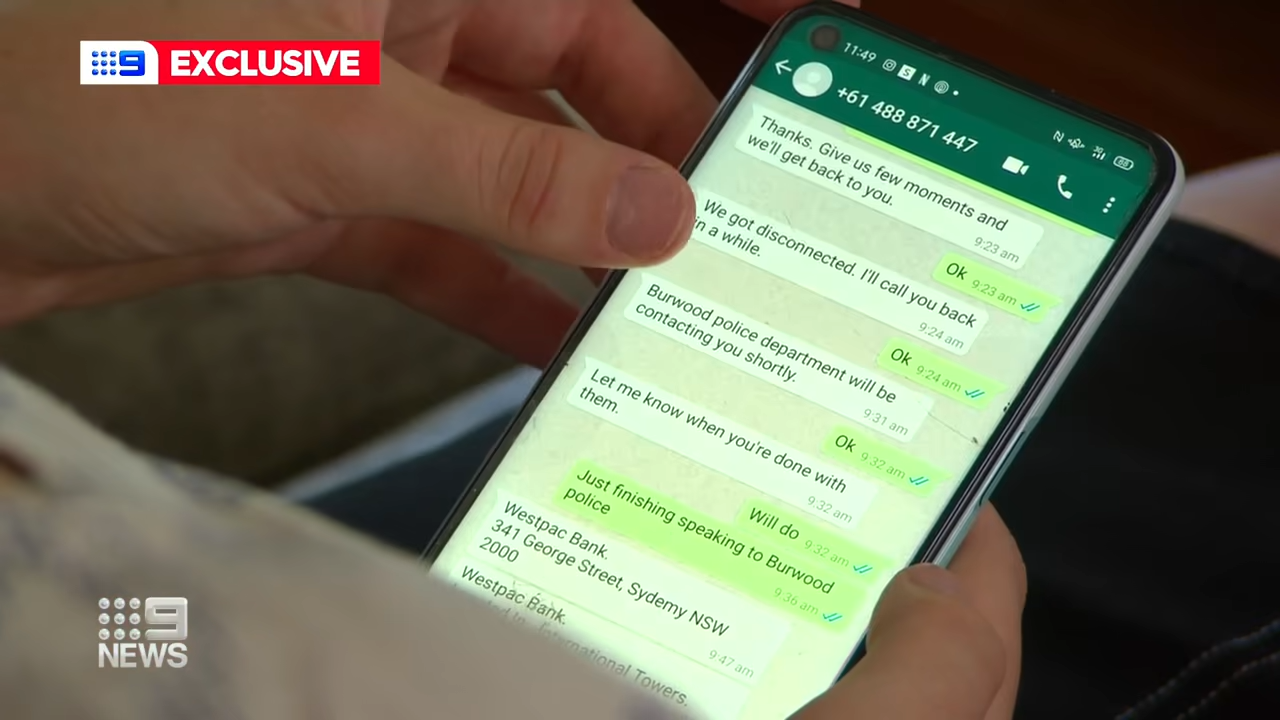 9 EXCLUSIVE
11:49
+61 488 871 447
Thanks. Give us few moments and
we'll get back to you.
9:23 am
Ok 9:23 am
We got disconnected. I'll call you back
in a while.
9:24 am
Ok 9:24 am
Burwood police department will be
contacting you shortly.
9:31 am
Ok 9:32 am
Let me know when you're done with
them.
9:32 am
Will do 9:32 am
Just finishing speaking to Burwood
police
9:36 am
Westpac Bank.
341 George Street, Sydemy NSW
2000
9:47 am
Westpac Bank.
International Towers.
9
NEWS